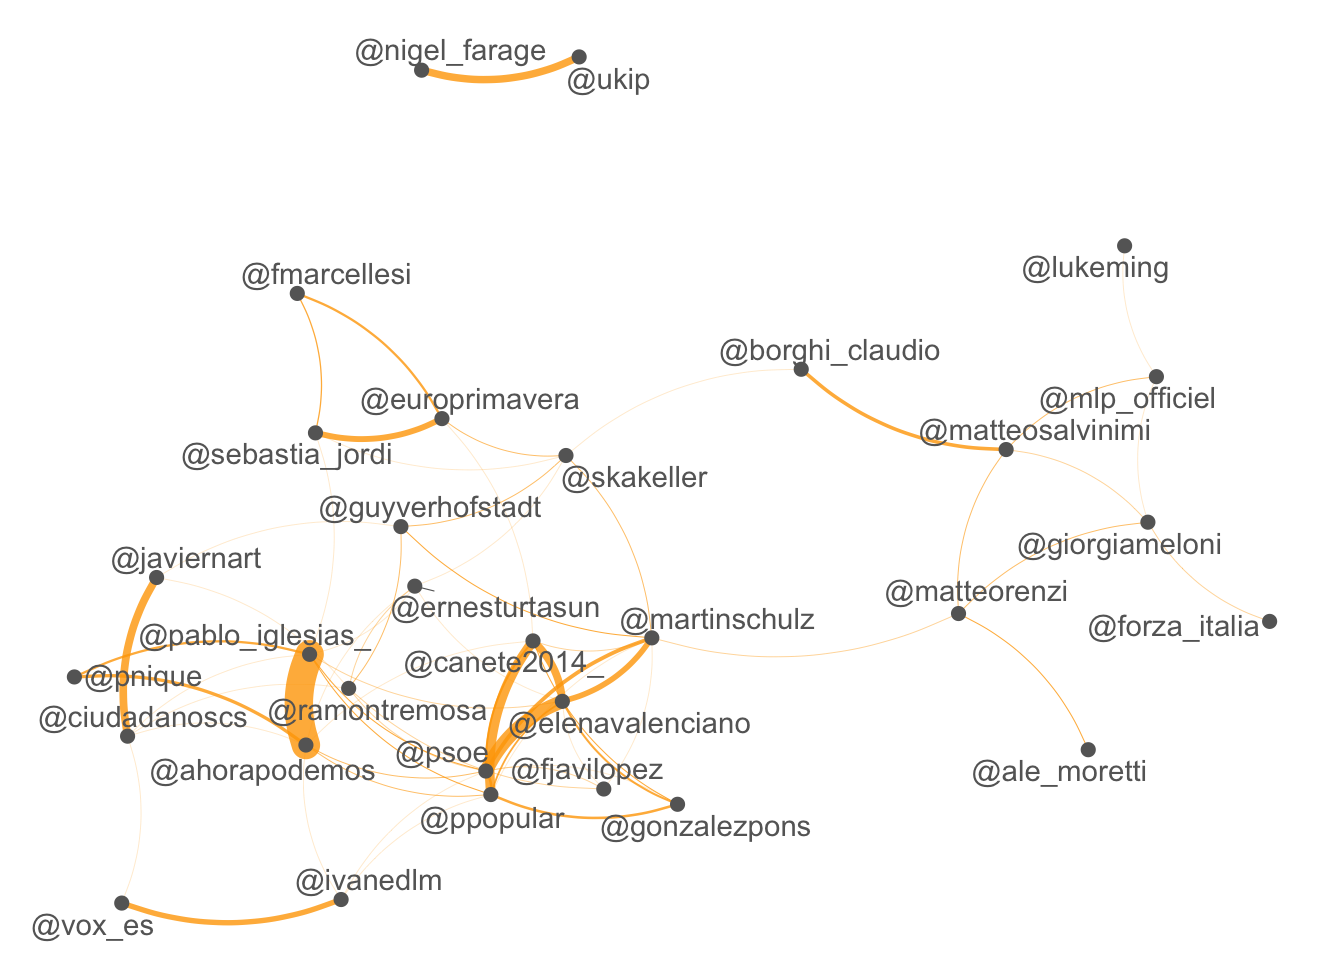 @nigel_farage
@ukip
@lukeming
@fmarcellesi
@borghi_claudio
@europrimavera
@mlp_officiel
@matteosalvinimi
@sebastia_jordi
@skakeller
@guyverhofstadt
@giorgiameloni
@javiernart
@matteorenzi
@ernesturtasun
@martinschulz
@forza_italia
@pablo_iglesias_
@canete2014_
@pnique
@ramontremosa
@ciudadanoscs
@elenavalenciano
@psoe
@ahorapodemos
@fjavilopez
@ale_moretti
@ppopular
@gonzalezpons
@ivanedlm
@vox_es